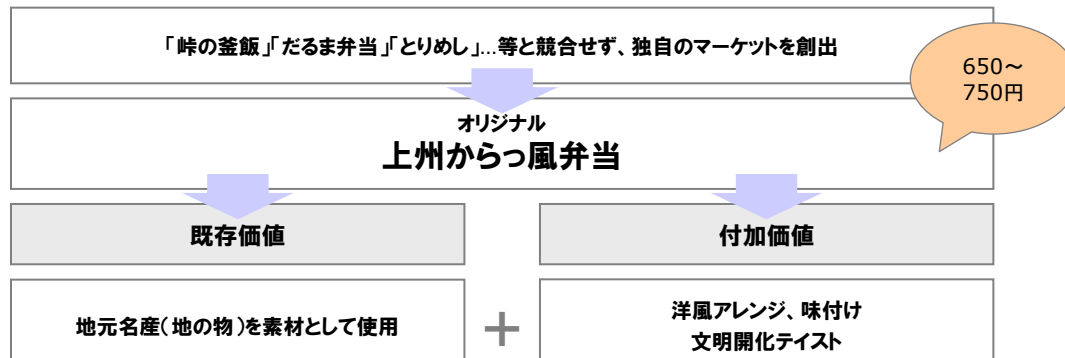 「峠の釜飯」「だるま弁当」「とりめし」…等と競合せず、独自のマーケットを創出
650～
750円
オリジナル
上州からっ風弁当
既存価値
付加価値
地元名産(地の物)を素材として使用
＋
洋風アレンジ、味付け
文明開化テイスト